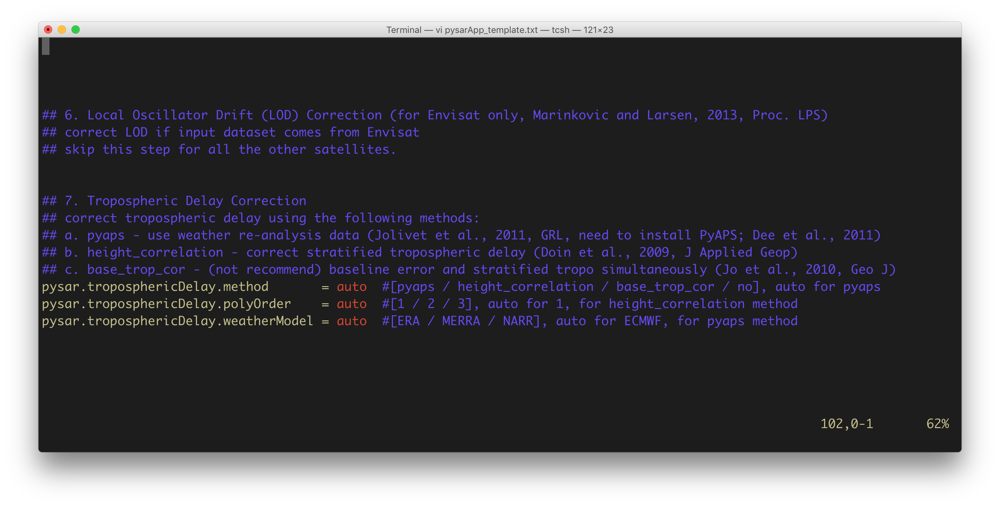 Terminal — vi pysarApp_template.txt — tcsh — 121×23
## 6. Local Oscillator Drift (LOD) Correction (for Envisat only, Marinkovic and Larsen, 2013, Proc. LPS)
## correct LOD if input dataset comes from Envisat
## skip this step for all the other satellites.
## 7. Tropospheric Delay Correction
## correct tropospheric delay using the following methods:
## a. pyaps - use weather re-analysis data (Jolivet et al., 2011, GRL, need to install PyAPS; Dee et al., 2011)
## b. height_correlation - correct stratified tropospheric delay (Doin et al., 2009, J Applied Geop)
## c. base_trop_cor - (not recommend) baseline error and stratified tropo simultaneously (Jo et al., 2010, Geo J)
pysar.troposphericDelay.method       = auto  #[pyaps / height_correlation / base_trop_cor / no], auto for pyaps
pysar.troposphericDelay.polyOrder    = auto  #[1 / 2 / 3], auto for 1, for height_correlation method
pysar.troposphericDelay.weatherModel = auto  #[ERA / MERRA / NARR], auto for ECMWF, for pyaps method
102,0-1       62%